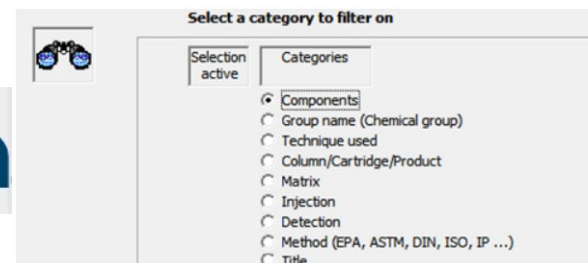 Select a category to filter on
Selection active
Categories
Components
Group name (Chemical group)
Technique used
Column/Cartridge/Product
Matrix
Injection
Detection
Method (EPA, ASTM, DIN, ISO, IP ...)
Title